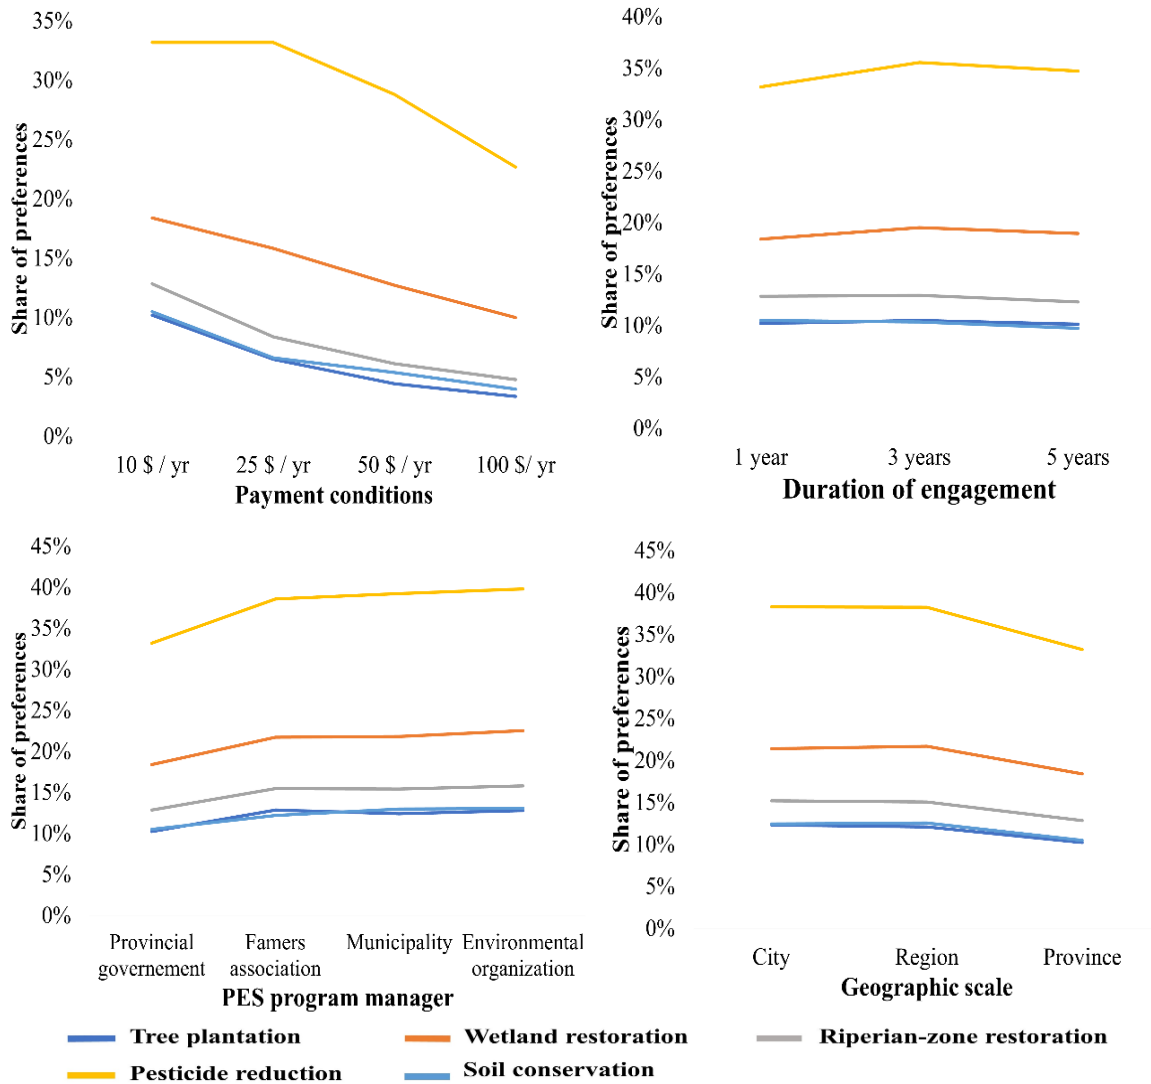 35%
30%
25%
20%
15%
10%
5%
0%
Share of preferences
10 $ / yr 25 $ / yr 50 $ / yr 100 $/ yr
Payment conditions
40%
35%
30%
25%
20%
15%
10%
5%
0%
Share of preferences
1 year 3 years 5 years
Duration of engagement
45%
40%
35%
30%
25%
20%
15%
10%
5%
0%
Share of preferences
Provincial Famers Municipality Environmental
governement association organization
PES program manager
45%
40%
35%
30%
25%
20%
15%
10%
5%
0%
Share of preferences
City Region Province
Geographic scale
Tree plantation Wetland restoration Riperian-zone restoration
Pesticide reduction Soil conservation